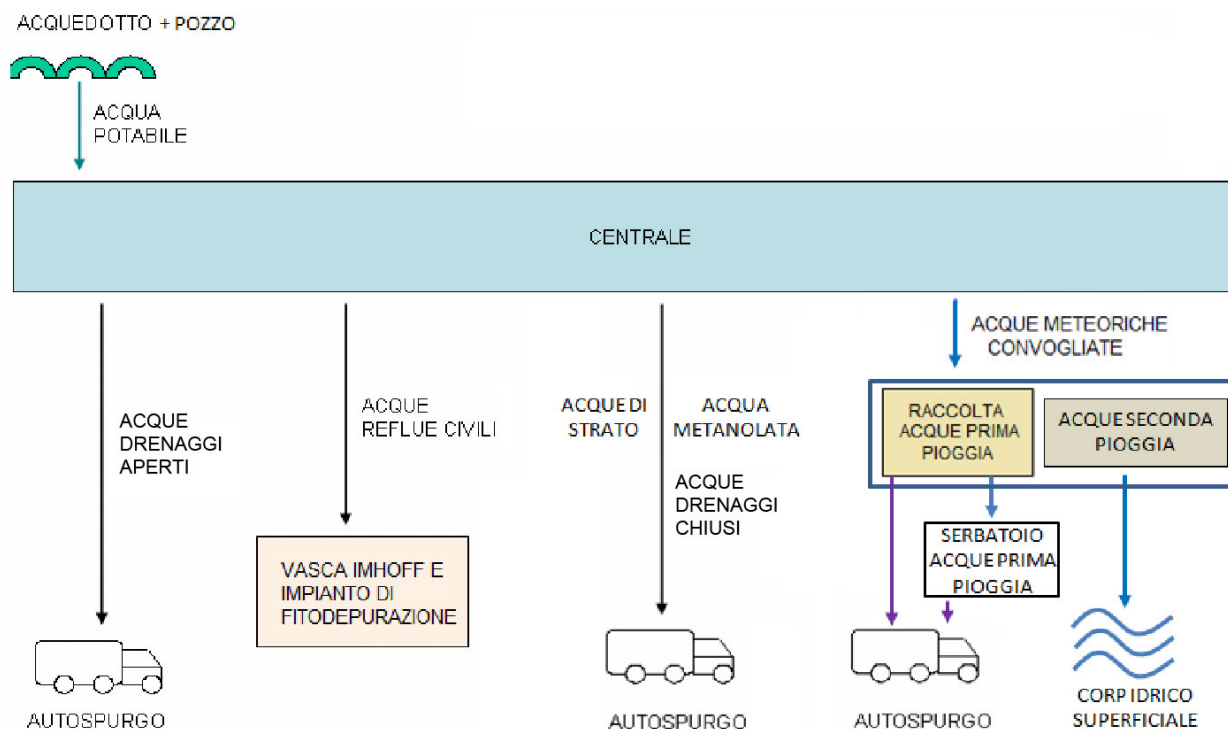 ACQUEDOTTO + POZZO
ACQUA
POTABILE
CENTRALE
ACQUE
DRENAGGI
APERTI
AUTOSPURGO
ACQUE
REFLUE CIVILI
VASCA IMHOFF E
IMPIANTO DI
FITODEPURAZIONE
ACQUE DI
STRATO
ACQUA
METANOLATA
ACQUE
DRENAGGI
CHIUSI
AUTOSPURGO
ACQUE METEORICHE
CONVOGLIATE
RACCOLTA
ACQUE PRIMA
PIOGGIA
ACQUE SECONDA
PIOGGIA
SERBATOIO
ACQUE PRIMA
PIOGGIA
AUTOSPURGO
CORP IDRICO
SUPERFICIALE